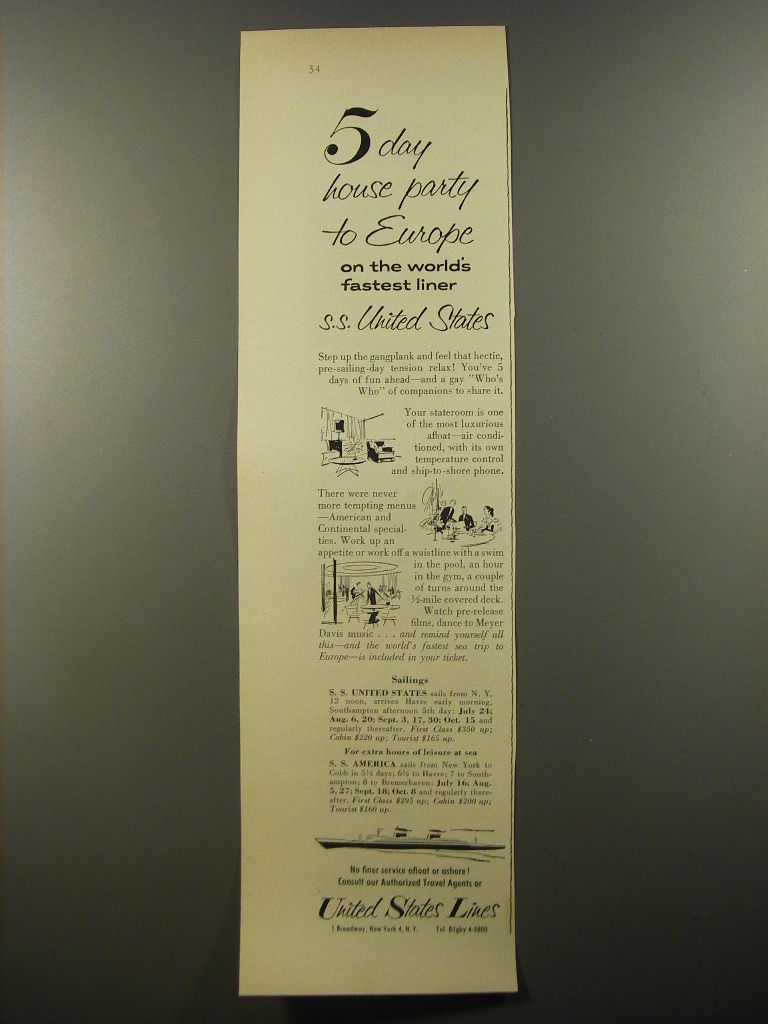 54
5 day
house party
to Europe
on the world's
fastest liner
s.s. United States
Step up the gangplank and feel that hectic,
pre-sailing-day tension relax! You've 5
days of fun ahead—and a gay "Who's
Who" of companions to share it.
Your stateroom is one
of the most luxurious
afloat—air condi-
tioned, with its own
temperature control
and ship-to-shore phone.
There were never
more tempting menus
—American and
Continental special-
ties. Work up an
appetite or work off a waistline with a swim
in the pool, an hour
in the gym, a couple
of turns around the
½-mile covered deck.
Watch pre-release
films, dance to Meyer
Davis music . . . and remind yourself all
this—and the world's fastest sea trip to
Europe—is included in your ticket.
Sailings
S. S. UNITED STATES sails from N. Y.
12 noon, arrives Havre early morning,
Southampton afternoon 5th day: July 24;
Aug. 6, 20; Sept. 3, 17, 30; Oct. 15 and
regularly thereafter. First Class $350 up;
Cabin $220 up; Tourist $165 up.
For extra hours of leisure at sea
S. S. AMERICA sails from New York to
Cobh in 5½ days; 6½ to Havre; 7 to South-
ampton; 8 to Bremerhaven: July 16; Aug.
5, 27; Sept. 18; Oct. 8 and regularly there-
after. First Class $295 up; Cabin $200 up;
Tourist $160 up.
No finer service afloat or ashore!
Consult our Authorized Travel Agents or
United States Lines
1 Broadway, New York 4, N. Y. Tel. DIgby 4-5800